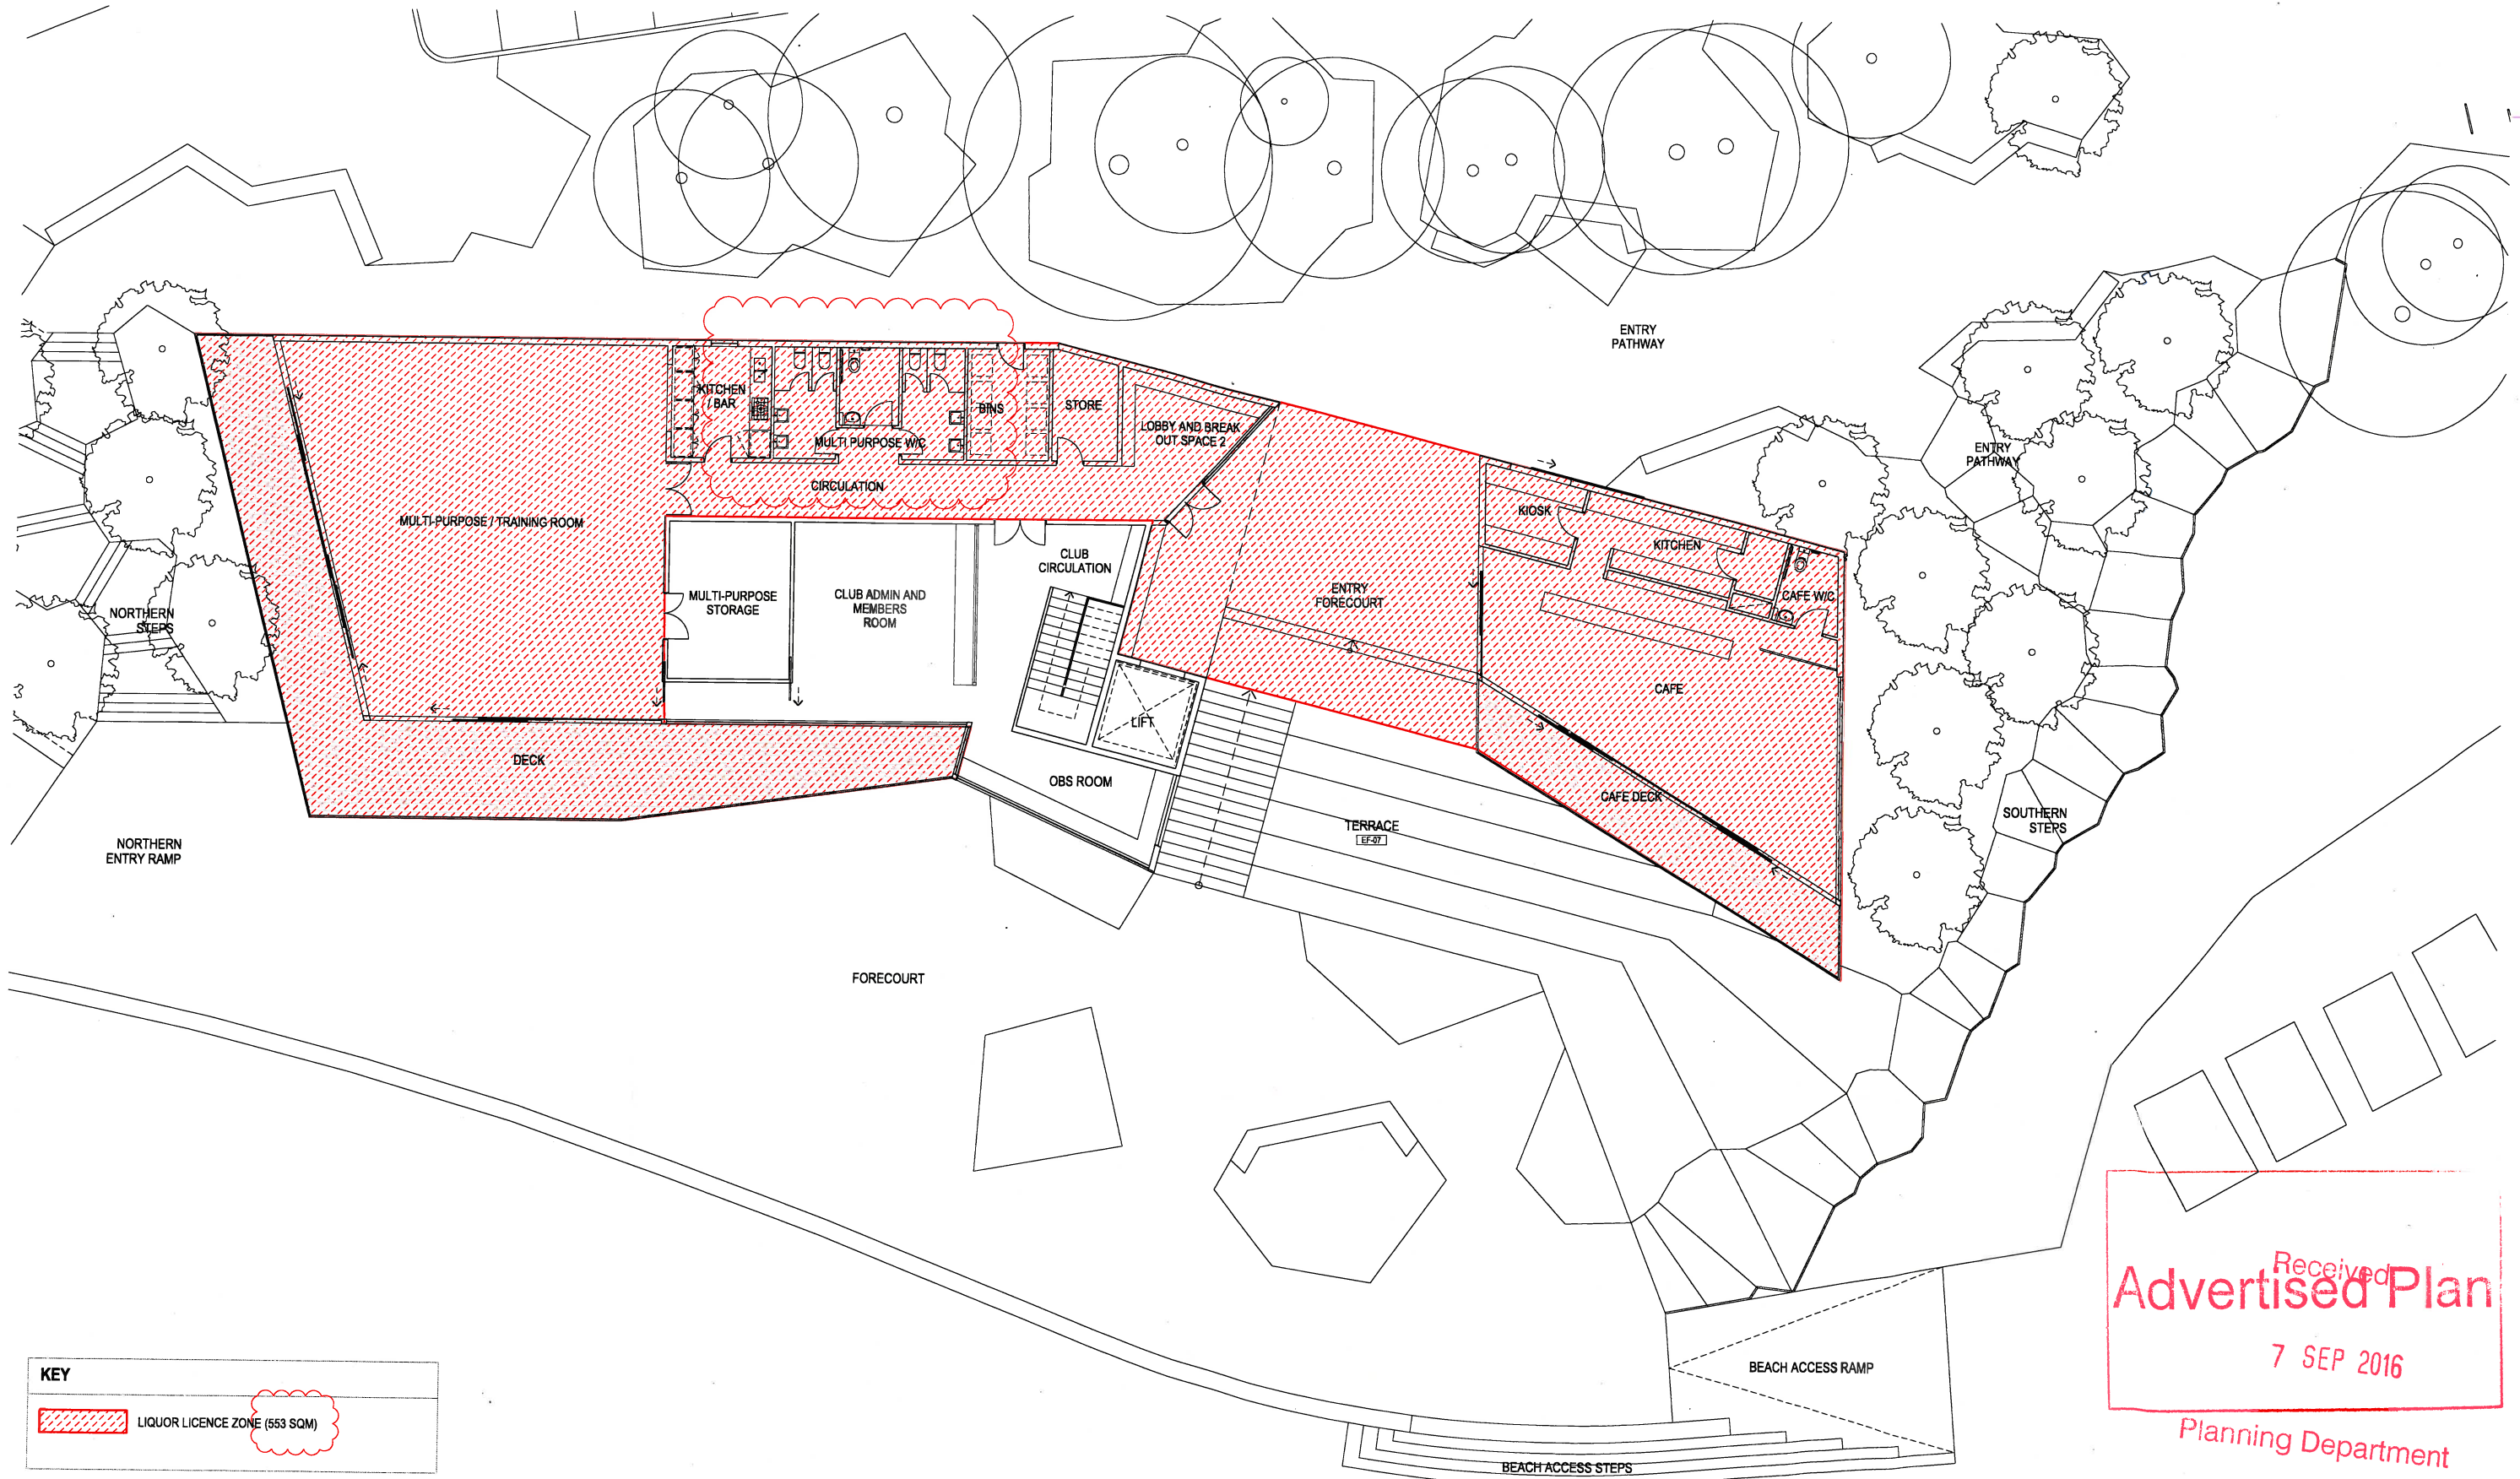 ENTRY
PATHWAY
KITCHEN
/ BAR
BINS
STORE
MULTI PURPOSE W/C
LOBBY AND BREAK
OUT SPACE 2
ENTRY
PATHWAY
CIRCULATION
KIOSK
MULTI-PURPOSE / TRAINING ROOM
KITCHEN
CLUB
CIRCULATION
MULTI-PURPOSE
STORAGE
CLUB ADMIN AND
MEMBERS
ROOM
ENTRY
FORECOURT
CAFE W/C
NORTHERN
STEPS
CAFE
LIFT
DECK
OBS ROOM
CAFE DECK
TERRACE
EF-07
SOUTHERN
STEPS
NORTHERN
ENTRY RAMP
FORECOURT
Received
Advertised Plan
7 SEP 2016
Planning Department
BEACH ACCESS RAMP
BEACH ACCESS STEPS
KEY
LIQUOR LICENCE ZONE (553 SQM)